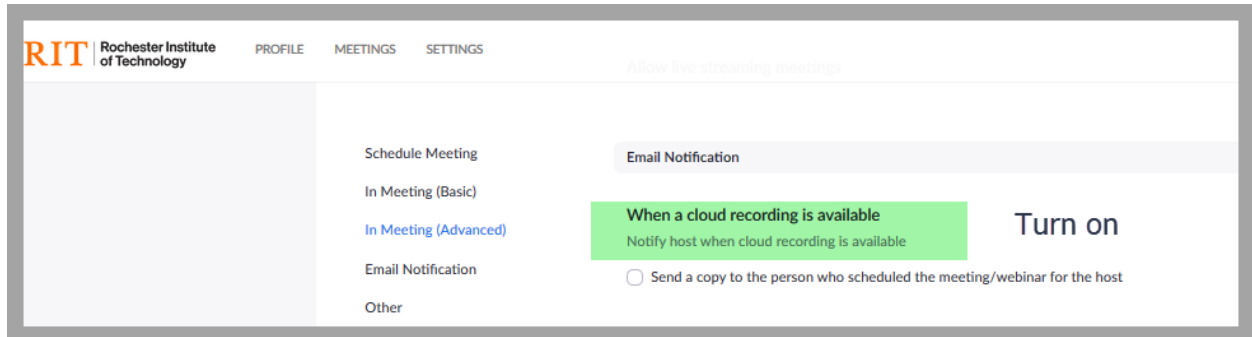 RIT Rochester Institute of Technology PROFILE MEETINGS SETTINGS
Allow live streaming meetings
Schedule Meeting
In Meeting (Basic)
In Meeting (Advanced)
Email Notification
Other
Email Notification
When a cloud recording is available
Notify host when cloud recording is available
Turn on
Send a copy to the person who scheduled the meeting/webinar for the host